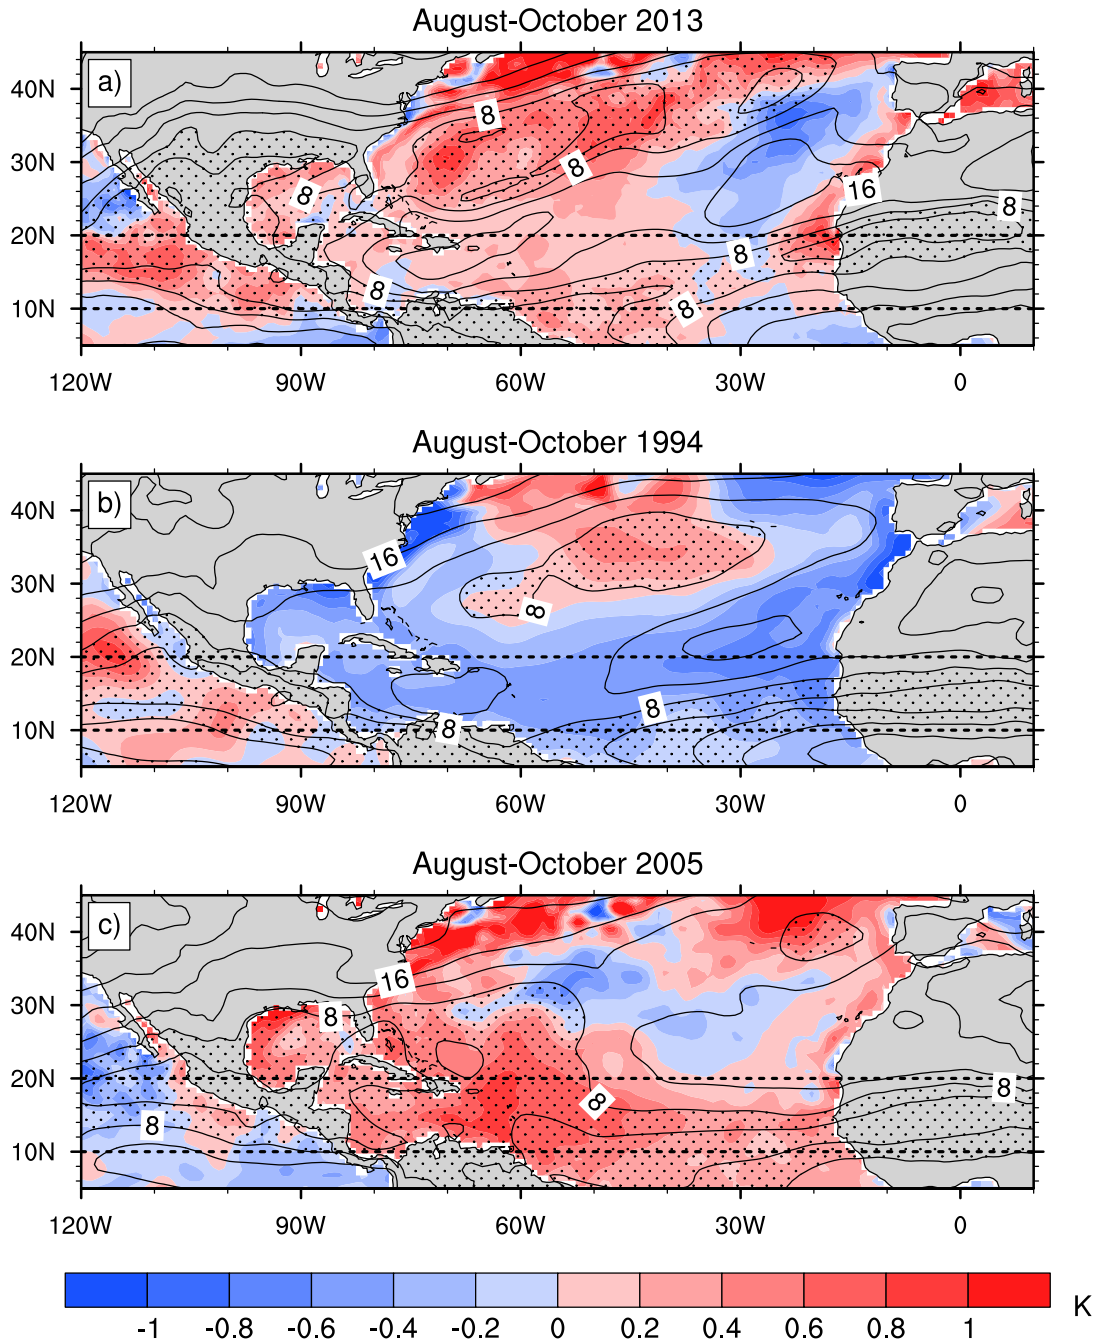 August-October 2013
a)
40N
30N
20N
10N
8
8
8
16
8
8
8
8
120W 90W 60W 30W 0
August-October 1994
b)
40N
30N
20N
10N
16
8
8
8
120W 90W 60W 30W 0
August-October 2005
c)
40N
30N
20N
10N
16
8
8
8
8
120W 90W 60W 30W 0
-1 -0.8 -0.6 -0.4 -0.2 0 0.2 0.4 0.6 0.8 1 K